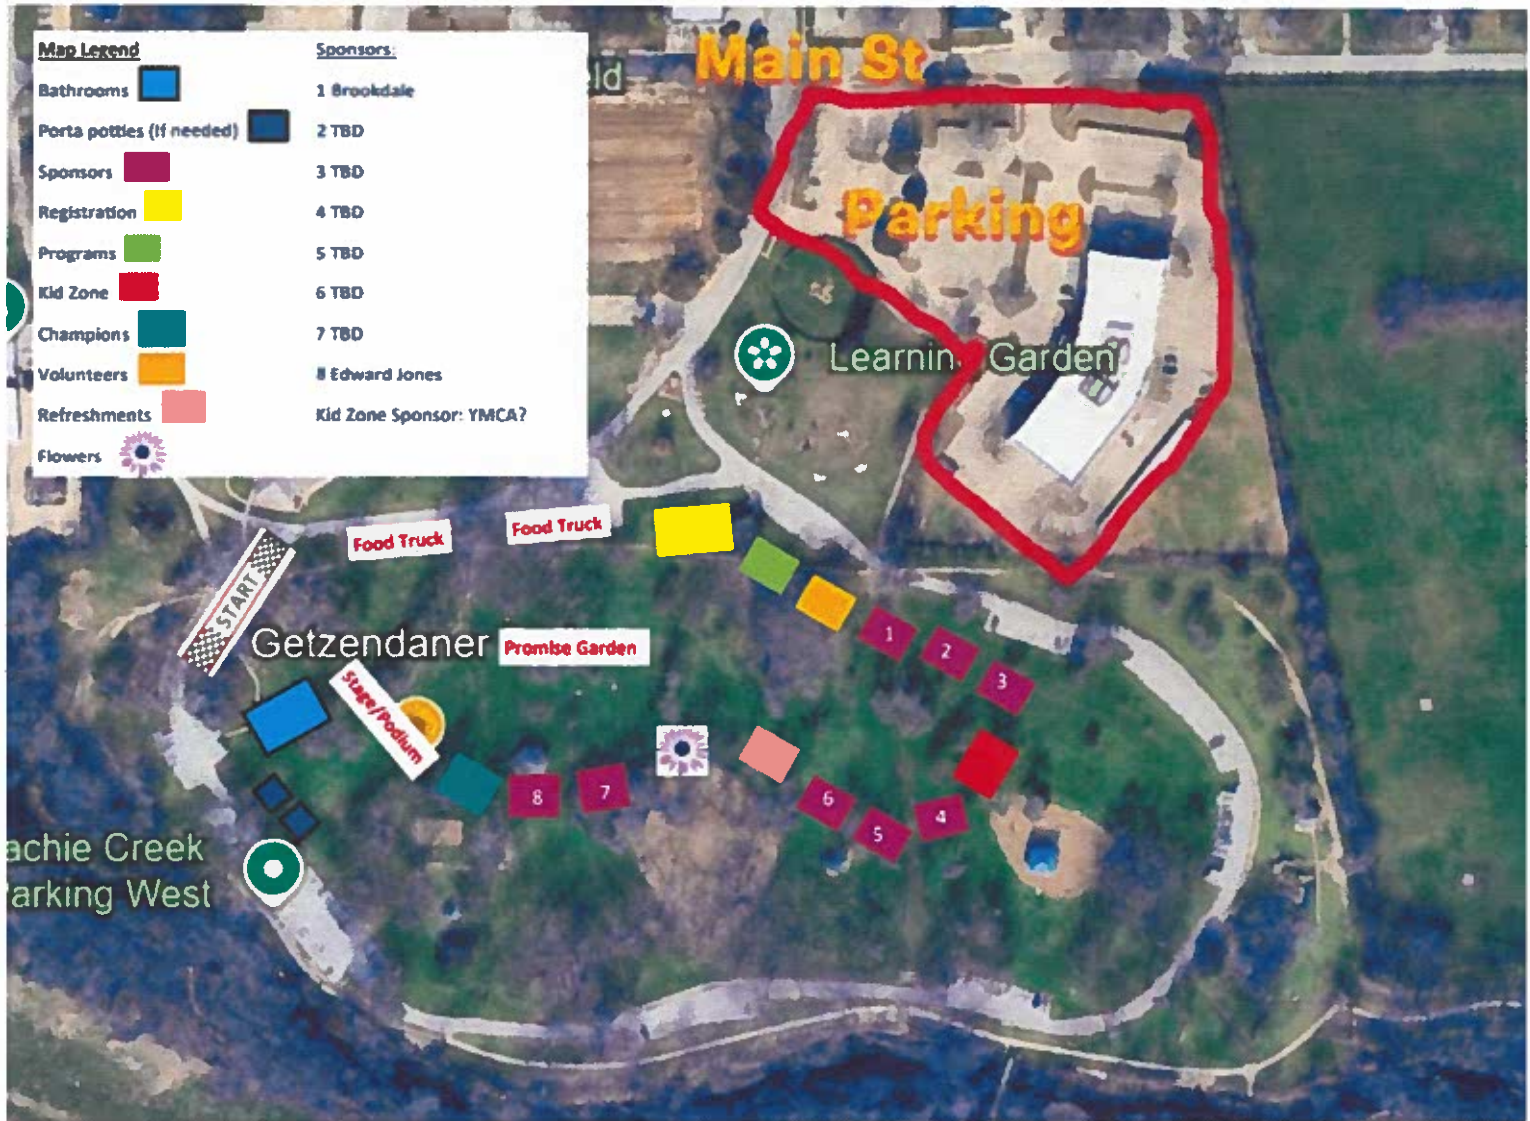 Map Legend
Bathrooms
Porta potties (If needed)
Sponsors
Registration
Programs
Kid Zone
Champions
Volunteers
Refreshments
Flowers
Sponsors:
1 Brookdale
2 TBD
3 TBD
4 TBD
5 TBD
6 TBD
7 TBD
8 Edward Jones
Kid Zone Sponsor: YMCA?
ld
Main St
Parking
Learnin Garden
Food Truck
Food Truck
START
Getzendaner
Promise Garden
Stage/Podium
1
2
3
8
7
6
5
4
achie Creek
arking West